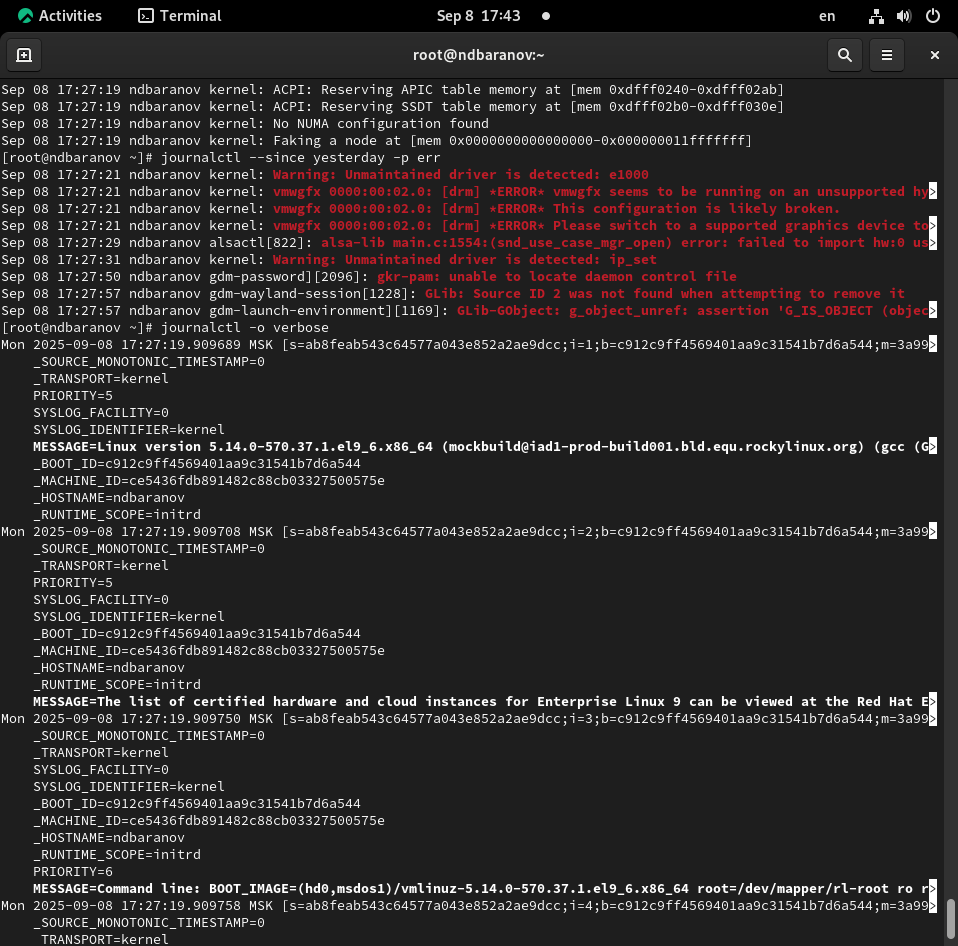 Activities Terminal Sep 8 17:43 en
root@ndbaranov:~
Sep 08 17:27:19 ndbaranov kernel: ACPI: Reserving APIC table memory at [mem 0xdfff0240-0xdfff02ab]
Sep 08 17:27:19 ndbaranov kernel: ACPI: Reserving SSDT table memory at [mem 0xdfff02b0-0xdfff030e]
Sep 08 17:27:19 ndbaranov kernel: No NUMA configuration found
Sep 08 17:27:19 ndbaranov kernel: Faking a node at [mem 0x0000000000000000-0x000000011fffffff]
[root@ndbaranov ~]# journalctl --since yesterday -p err
Sep 08 17:27:21 ndbaranov kernel: Warning: Unmaintained driver is detected: e1000
Sep 08 17:27:21 ndbaranov kernel: vmwgfx 0000:00:02.0: [drm] *ERROR* vmwgfx seems to be running on an unsupported hy>
Sep 08 17:27:21 ndbaranov kernel: vmwgfx 0000:00:02.0: [drm] *ERROR* This configuration is likely broken.
Sep 08 17:27:21 ndbaranov kernel: vmwgfx 0000:00:02.0: [drm] *ERROR* Please switch to a supported graphics device to>
Sep 08 17:27:29 ndbaranov alsactl[822]: alsa-lib main.c:1554:(snd_use_case_mgr_open) error: failed to import hw:0 us>
Sep 08 17:27:31 ndbaranov kernel: Warning: Unmaintained driver is detected: ip_set
Sep 08 17:27:50 ndbaranov gdm-password][2096]: gkr-pam: unable to locate daemon control file
Sep 08 17:27:57 ndbaranov gdm-wayland-session[1228]: GLib: Source ID 2 was not found when attempting to remove it
Sep 08 17:27:57 ndbaranov gdm-launch-environment][1169]: GLib-GObject: g_object_unref: assertion 'G_IS_OBJECT (objec>
[root@ndbaranov ~]# journalctl -o verbose
Mon 2025-09-08 17:27:19.909689 MSK [s=ab8feab543c64577a043e852a2ae9dcc;i=1;b=c912c9ff4569401aa9c31541b7d6a544;m=3a99>
_SOURCE_MONOTONIC_TIMESTAMP=0
_TRANSPORT=kernel
PRIORITY=5
SYSLOG_FACILITY=0
SYSLOG_IDENTIFIER=kernel
MESSAGE=Linux version 5.14.0-570.37.1.el9_6.x86_64 (mockbuild@iad1-prod-build001.bld.equ.rockylinux.org) (gcc (G>
_BOOT_ID=c912c9ff4569401aa9c31541b7d6a544
_MACHINE_ID=ce5436fdb891482c88cb03327500575e
_HOSTNAME=ndbaranov
_RUNTIME_SCOPE=initrd
Mon 2025-09-08 17:27:19.909708 MSK [s=ab8feab543c64577a043e852a2ae9dcc;i=2;b=c912c9ff4569401aa9c31541b7d6a544;m=3a99>
_SOURCE_MONOTONIC_TIMESTAMP=0
_TRANSPORT=kernel
PRIORITY=5
SYSLOG_FACILITY=0
SYSLOG_IDENTIFIER=kernel
_BOOT_ID=c912c9ff4569401aa9c31541b7d6a544
_MACHINE_ID=ce5436fdb891482c88cb03327500575e
_HOSTNAME=ndbaranov
_RUNTIME_SCOPE=initrd
MESSAGE=The list of certified hardware and cloud instances for Enterprise Linux 9 can be viewed at the Red Hat E>
Mon 2025-09-08 17:27:19.909750 MSK [s=ab8feab543c64577a043e852a2ae9dcc;i=3;b=c912c9ff4569401aa9c31541b7d6a544;m=3a99>
_SOURCE_MONOTONIC_TIMESTAMP=0
_TRANSPORT=kernel
SYSLOG_FACILITY=0
SYSLOG_IDENTIFIER=kernel
_BOOT_ID=c912c9ff4569401aa9c31541b7d6a544
_MACHINE_ID=ce5436fdb891482c88cb03327500575e
_HOSTNAME=ndbaranov
_RUNTIME_SCOPE=initrd
PRIORITY=6
MESSAGE=Command line: BOOT_IMAGE=(hd0,msdos1)/vmlinuz-5.14.0-570.37.1.el9_6.x86_64 root=/dev/mapper/rl-root ro r>
Mon 2025-09-08 17:27:19.909758 MSK [s=ab8feab543c64577a043e852a2ae9dcc;i=4;b=c912c9ff4569401aa9c31541b7d6a544;m=3a99>
_SOURCE_MONOTONIC_TIMESTAMP=0
_TRANSPORT=kernel